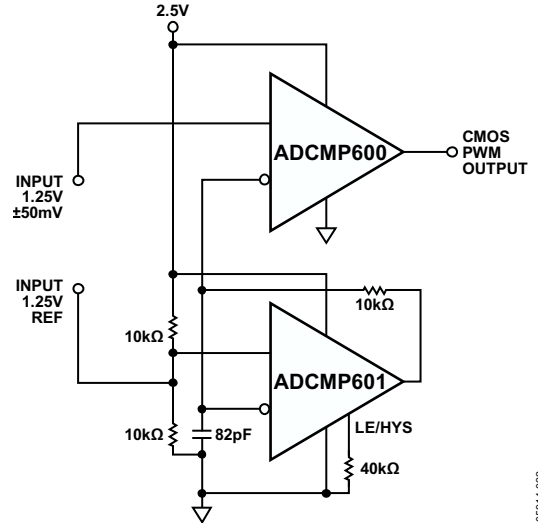 2.5V
ADCMP600
CMOS
PWM
OUTPUT
INPUT
1.25V
±50mV
INPUT
1.25V
REF
10kΩ
10kΩ
ADCMP601
10kΩ
82pF
LE/HYS
40kΩ